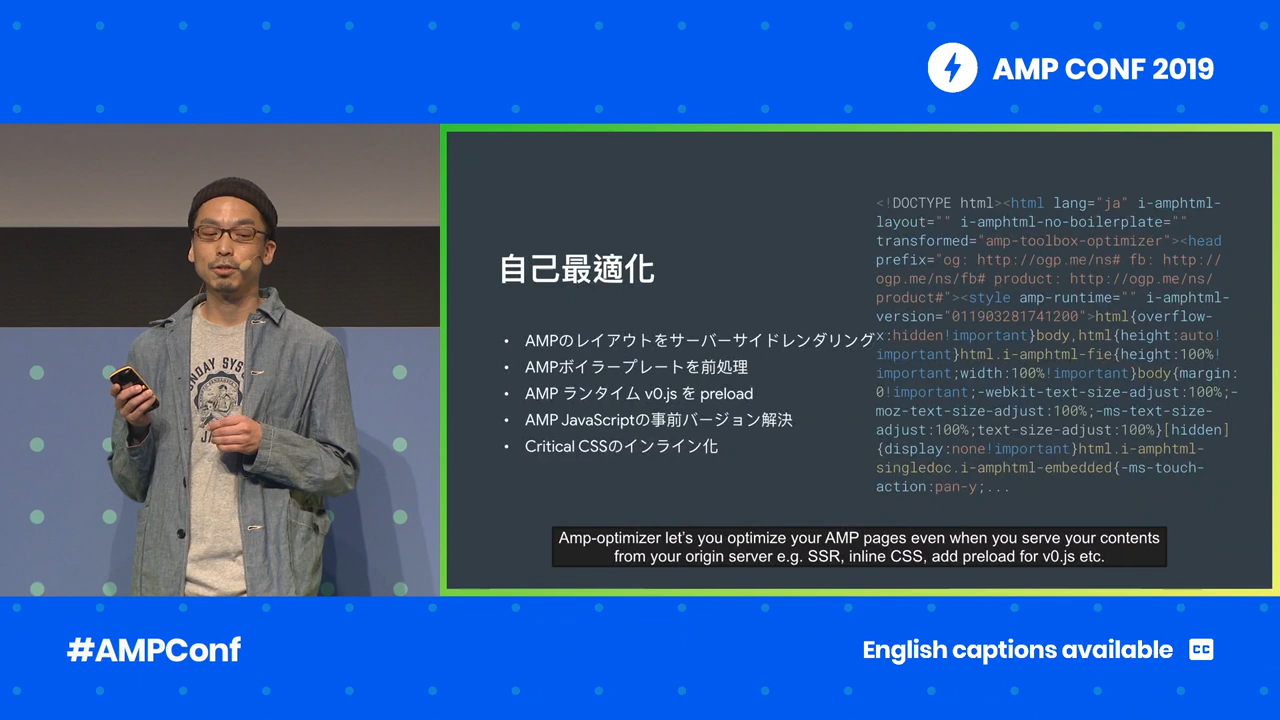 AMP CONF 2019
自己最適化
• AMPのレイアウトをサーバーサイドレンダリング
• AMPボイラープレートを前処理
• AMP ランタイム v0.js を preload
• AMP JavaScriptの事前バージョン解決
• Critical CSSのインライン化
<!DOCTYPE html><html lang="ja" i-amphtml-
layout="" i-amphtml-no-boilerplate=""
transformed="amp-toolbox-optimizer"><head
prefix="og: http://ogp.me/ns# fb: http://
ogp.me/ns/fb# product: http://ogp.me/ns/
product#"><style amp-runtime="" i-amphtml-
version="011903281741200">html{overflow-
x:hidden!important}body,html{height:auto!
important}html.i-amphtml-fie{height:100%!
important;width:100%!important}body{margin:
0!important;-webkit-text-size-adjust:100%;-
moz-text-size-adjust:100%;-ms-text-size-
adjust:100%;text-size-adjust:100%}[hidden]
{display:none!important}html.i-amphtml-
singledoc.i-amphtml-embedded{-ms-touch-
action:pan-y;...
Amp-optimizer let's you optimize your AMP pages even when you serve your contents
from your origin server e.g. SSR, inline CSS, add preload for v0.js etc.
#AMPConf
English captions available CC